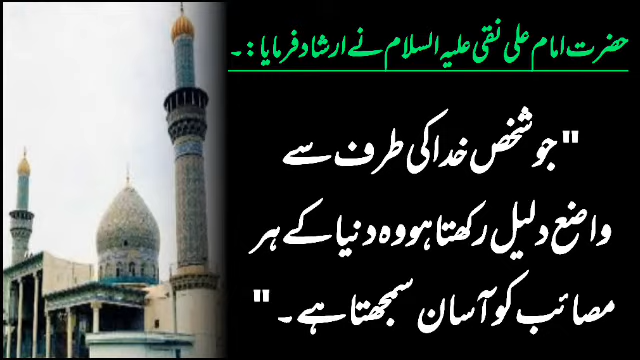 حضرت امام علی نقی علیہ السلام نے ارشاد فرمایا:۔
"جو شخص خدا کی طرف سے
واضع دلیل رکھتا ہو وہ دنیا کے ہر
مصائب کو آسان سمجھتا ہے۔"